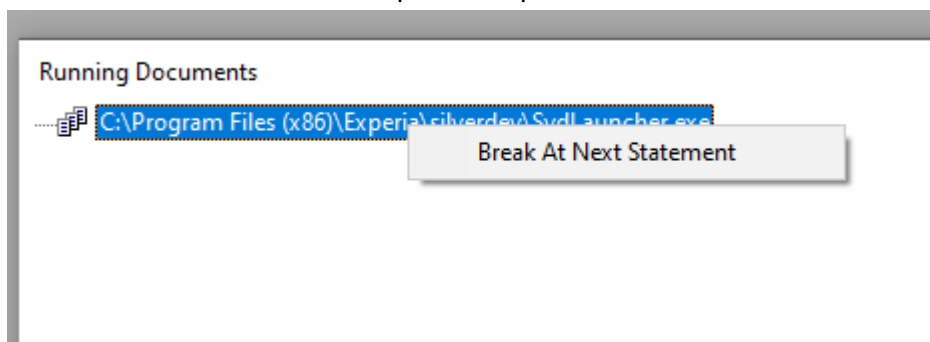 Running Documents
C:\Program Files (x86)\Experia\silverdev\SvdLauncher.exe
Break At Next Statement